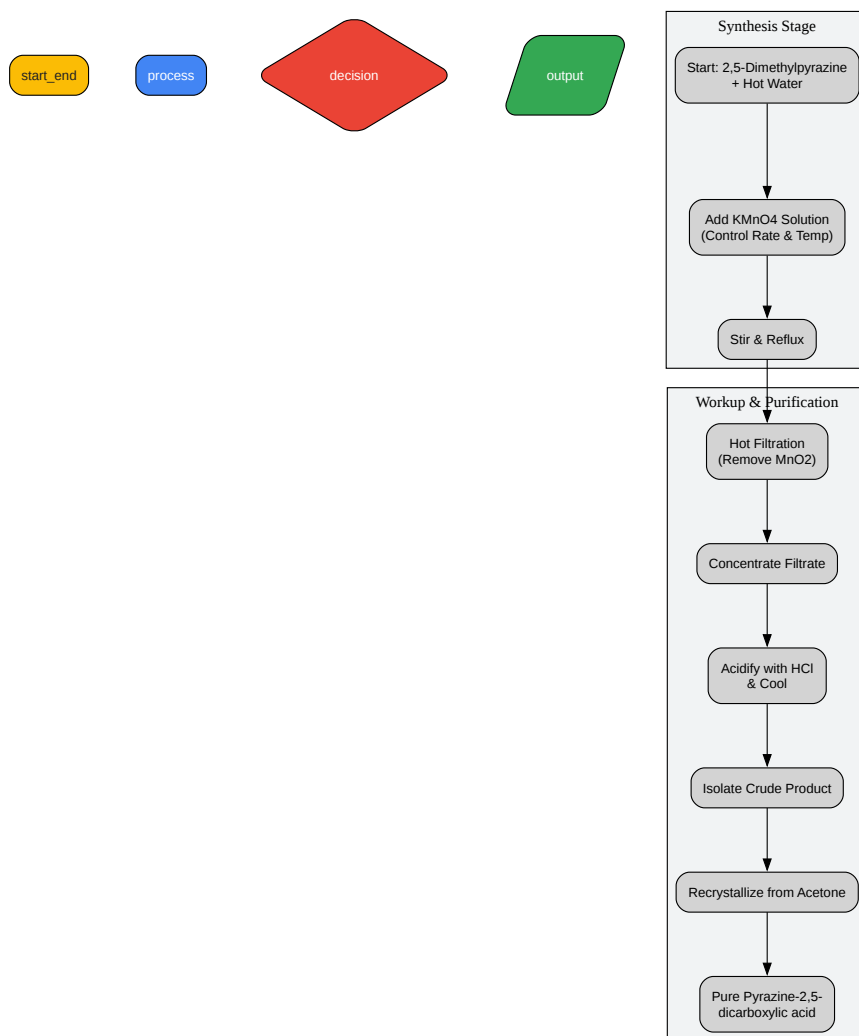 start_end
process
decision
output
Synthesis Stage
Start: 2,5-Dimethylpyrazine
+ Hot Water
Add KMnO4 Solution
(Control Rate & Temp)
Stir & Reflux
Workup & Purification
Hot Filtration
(Remove MnO2)
Concentrate Filtrate
Acidify with HCl
& Cool
Isolate Crude Product
Recrystallize from Acetone
Pure Pyrazine-2,5-
dicarboxylic acid